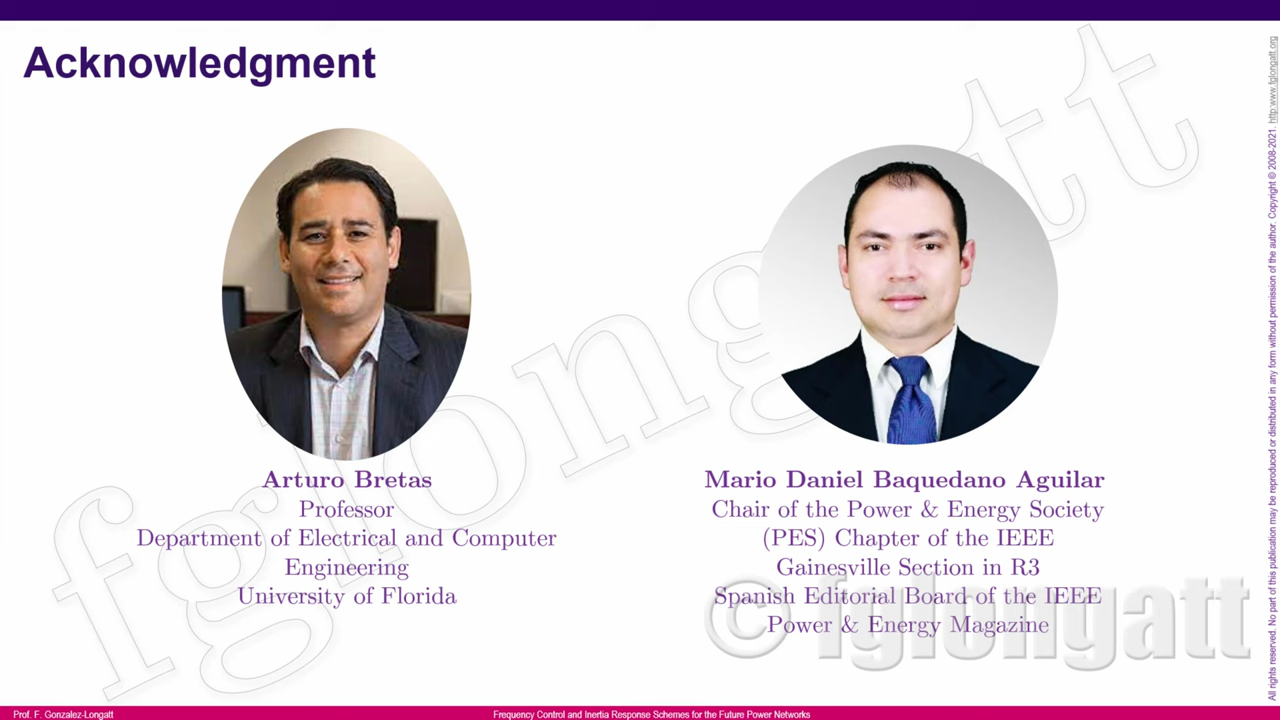 Acknowledgment
Arturo Bretas
Professor
Department of Electrical and Computer
Engineering
University of Florida
Mario Daniel Baquedano Aguilar
Chair of the Power & Energy Society
(PES) Chapter of the IEEE
Gainesville Section in R3
Spanish Editorial Board of the IEEE
Power & Energy Magazine
fglongatt
© fglongatt
All rights reserved. No part of this publication may be reproduced or distributed in any form without permission of the author. Copyright © 2008-2021. http:www.fglongatt.org
Prof. F. Gonzalez-Longatt
Frequency Control and Inertia Response Schemes for the Future Power Networks